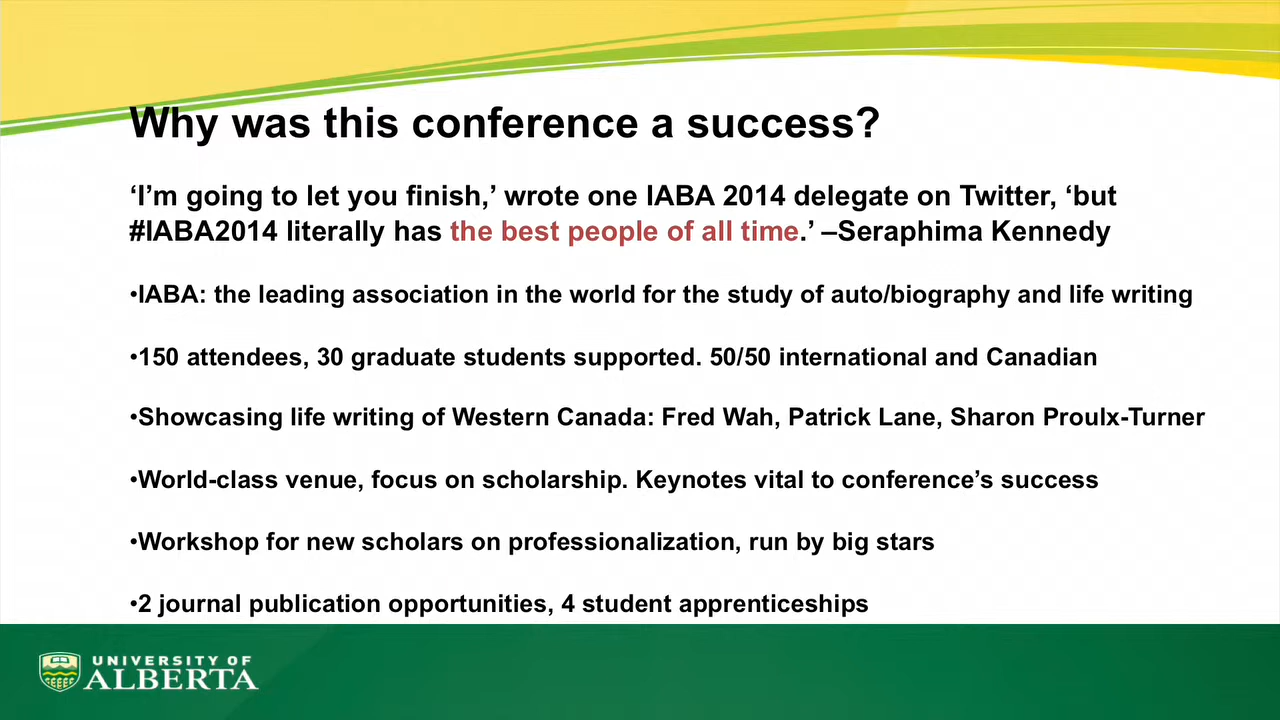 Why was this conference a success?
‘I’m going to let you finish,’ wrote one IABA 2014 delegate on Twitter, ‘but
#IABA2014 literally has the best people of all time.’ –Seraphima Kennedy
•IABA: the leading association in the world for the study of auto/biography and life writing
•150 attendees, 30 graduate students supported. 50/50 international and Canadian
•Showcasing life writing of Western Canada: Fred Wah, Patrick Lane, Sharon Proulx-Turner
•World-class venue, focus on scholarship. Keynotes vital to conference’s success
•Workshop for new scholars on professionalization, run by big stars
•2 journal publication opportunities, 4 student apprenticeships
UNIVERSITY OF
ALBERTA